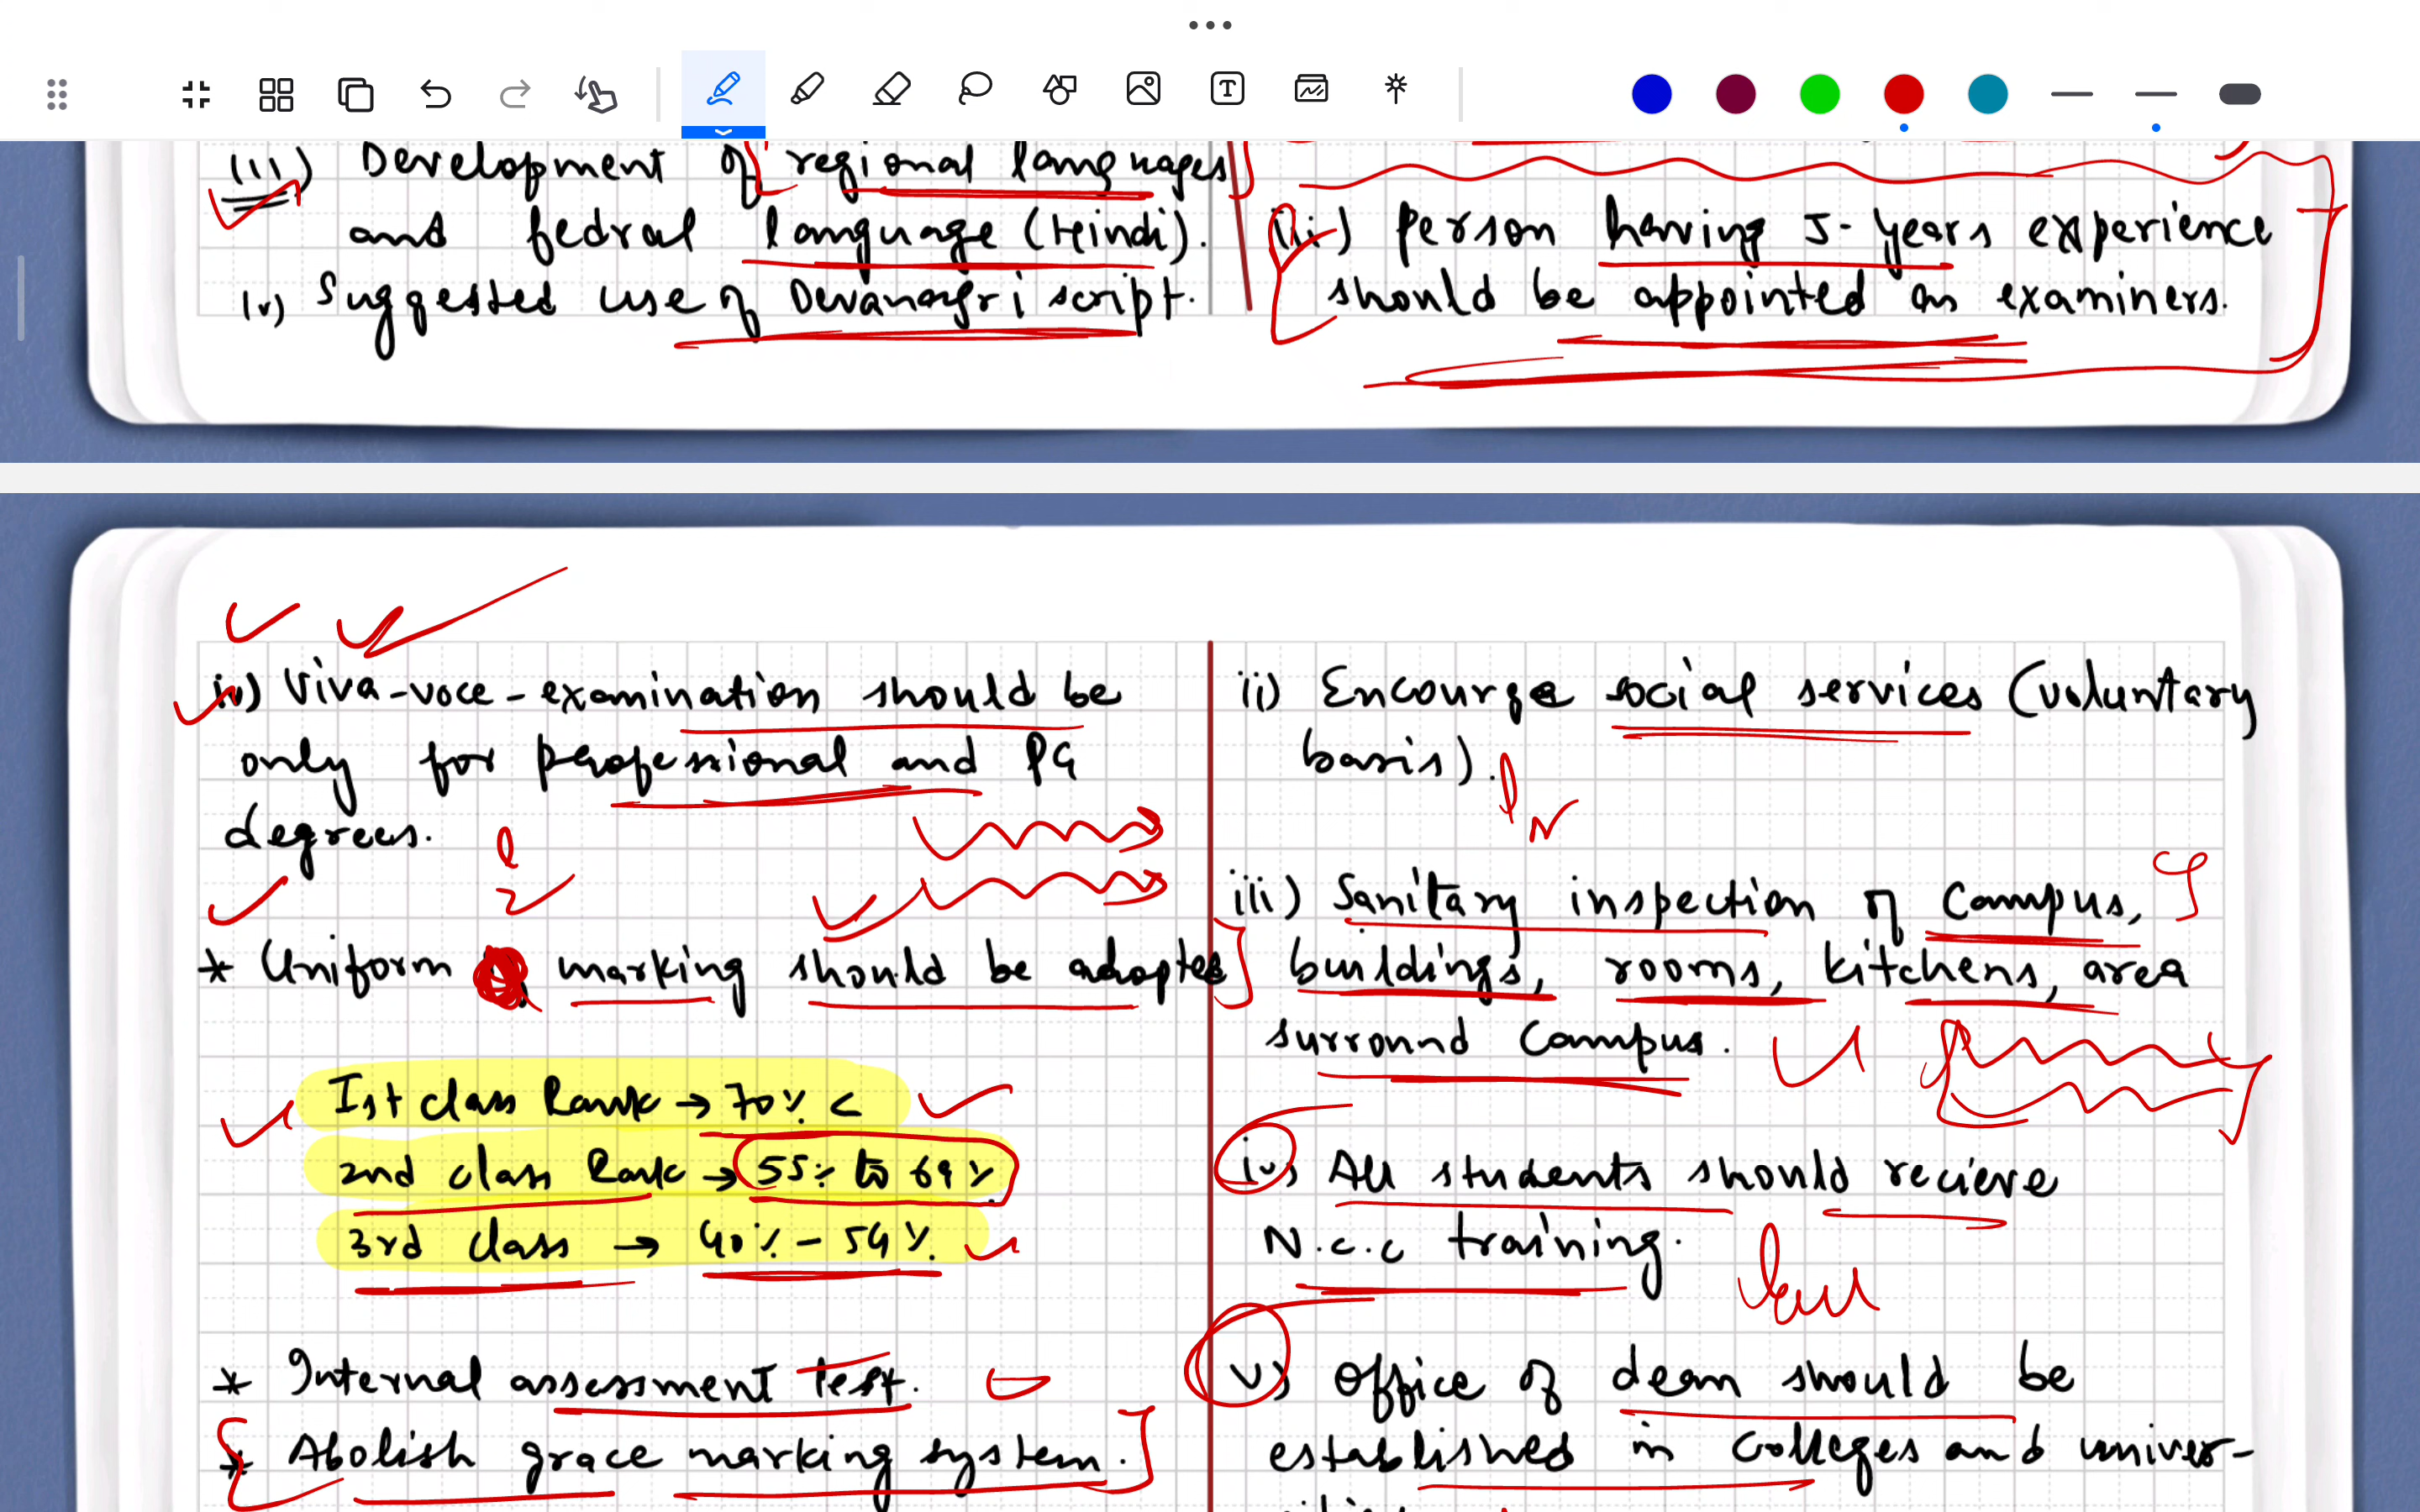 (iii) Development of regional languages
and fedral language (Hindi).
iv) Suggested use of Devanagri script.
iii) Person having 5-years experience
should be appointed as examiners.
iv) Viva-voce-examination should be
only for professional and PG
degrees.
* Uniform marking should be adopted
Ist class Rank → 70% <
2nd class Rank → 55% to 69%
3rd class → 40% - 54%
* Internal assessment test.
* Abolish grace marking system.
ii) Encourge social services (voluntary
basis).
iii) Sanitary inspection of Campus,
buildings, rooms, kitchens, area
surround Campus.
iv) All students should recieve
N.C.C training.
v) Office of dean should be
established in Colleges and univer-